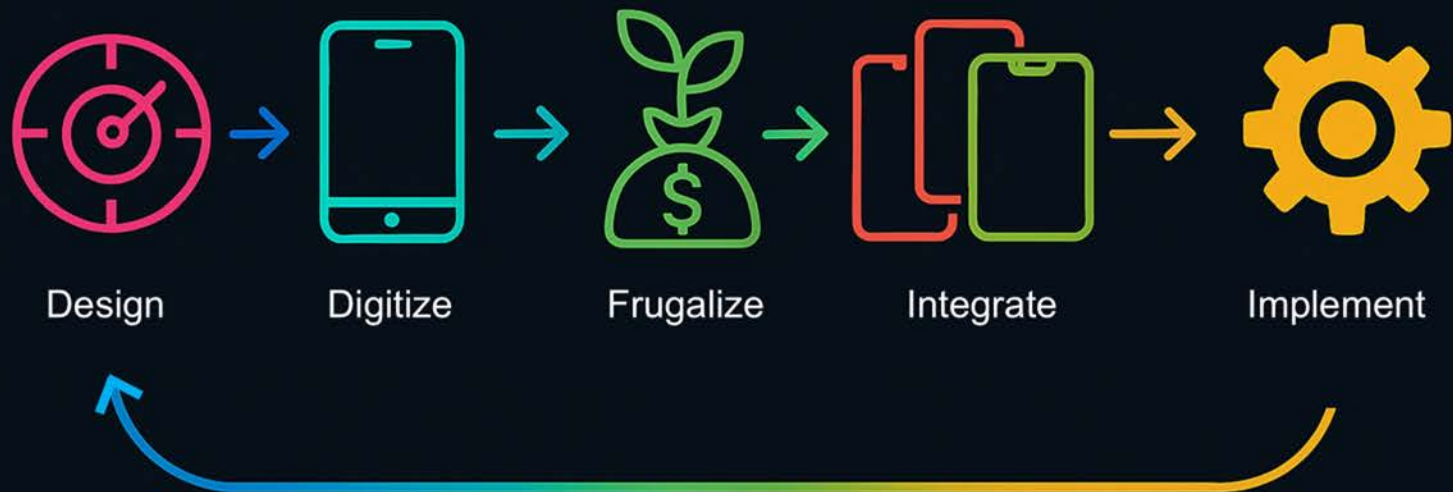 $
Design
Digitize
Frugalize
Integrate
Implement